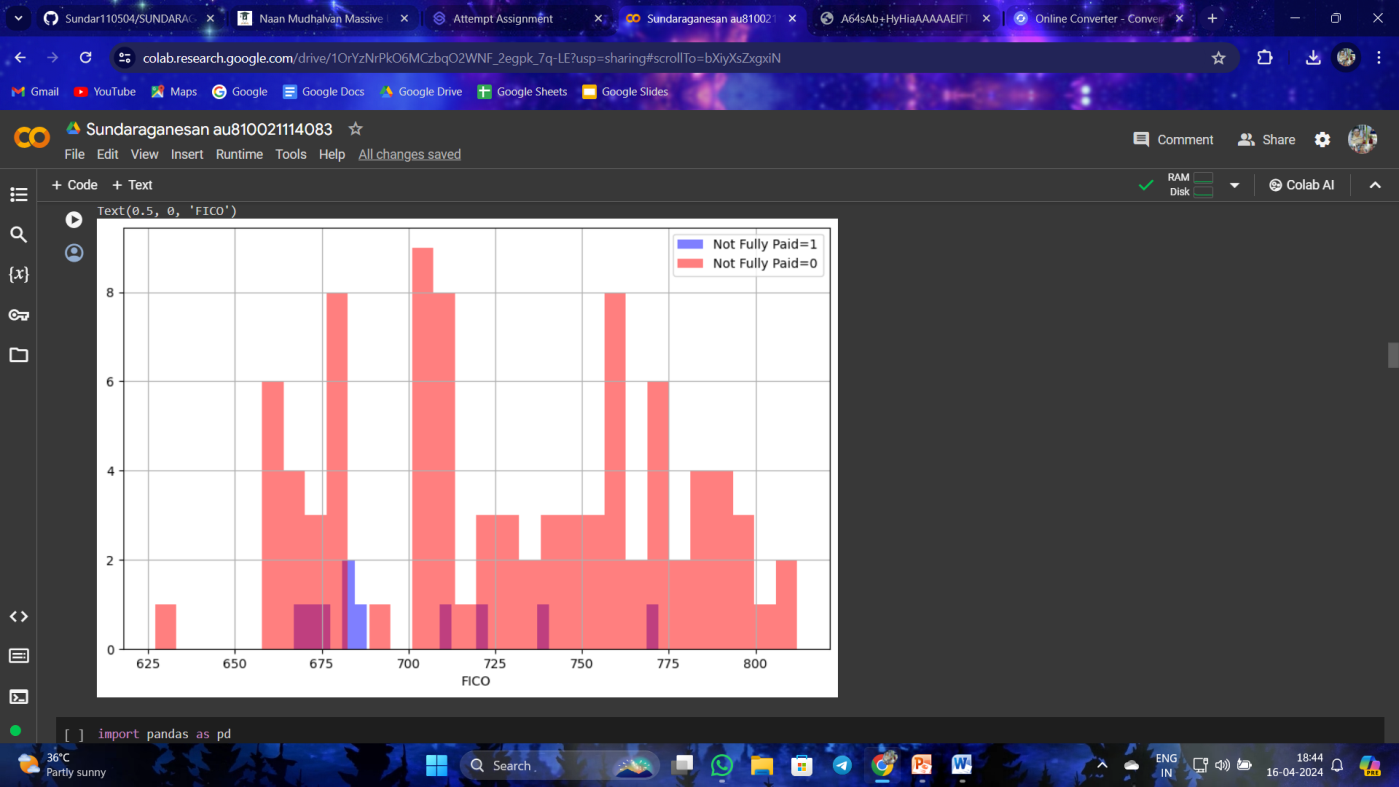 Sundar110504/SUNDARAG
Naan Mudhalvan Massive
Attempt Assignment
Sundaraganesan au810021
A64sAb+HyHiaAAAAAElFT
Online Converter - Conver
colab.research.google.com/drive/1OrYzNrPkO6MCzbqO2WNF_2egpk_7q-LE?usp=sharing#scrollTo=bXiyXsZxgxiN
Gmail YouTube Maps Google Google Docs Google Drive Google Sheets Google Slides
Sundaraganesan au810021114083
Comment Share
File Edit View Insert Runtime Tools Help All changes saved
+ Code + Text
RAM
Disk
Colab AI
Text(0.5, 0, 'FICO')
Not Fully Paid=1
Not Fully Paid=0
8
6
4
2
0
625 650 675 700 725 750 775 800
FICO
[ ] import pandas as pd
36°C
Partly sunny
Search
ENG
IN
18:44
16-04-2024
PRE